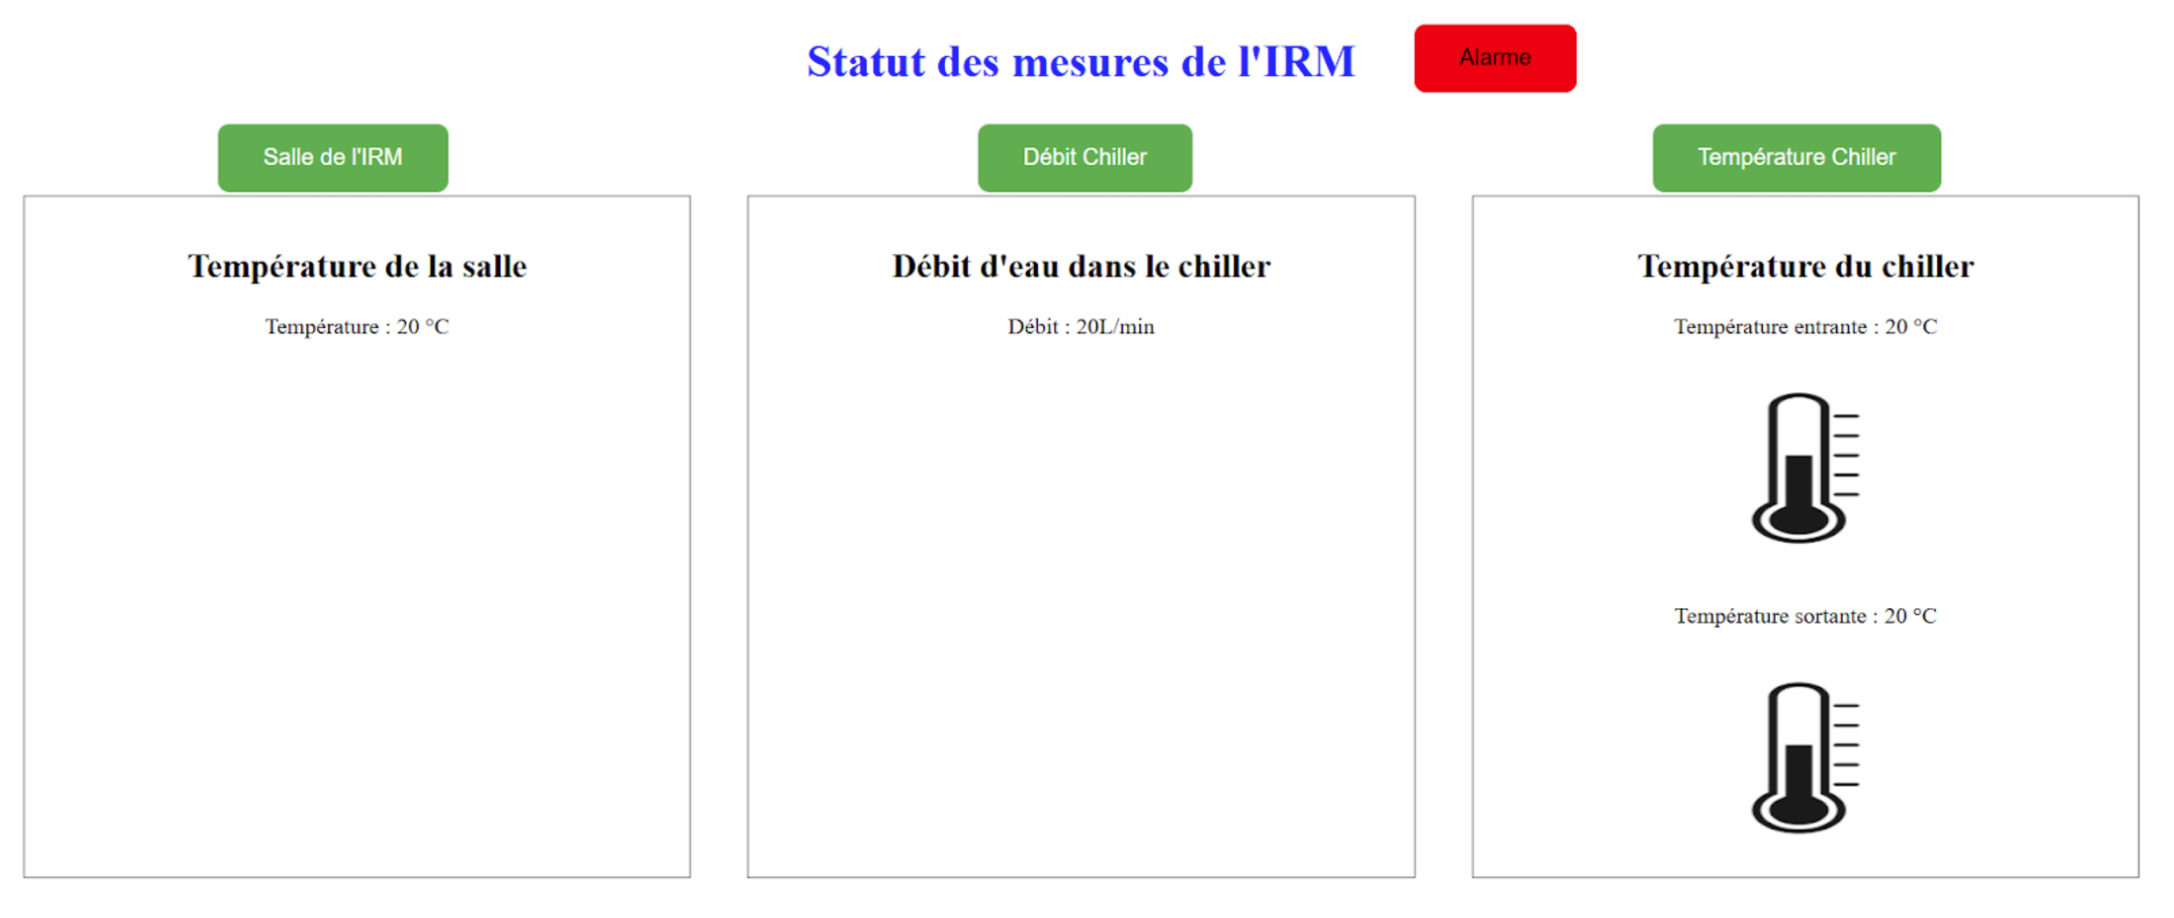 Statut des mesures de l'IRM
Alarme
Salle de l'IRM
Débit Chiller
Température Chiller
Température de la salle
Température : 20 °C
Débit d'eau dans le chiller
Débit : 20L/min
Température du chiller
Température entrante : 20 °C
Température sortante : 20 °C